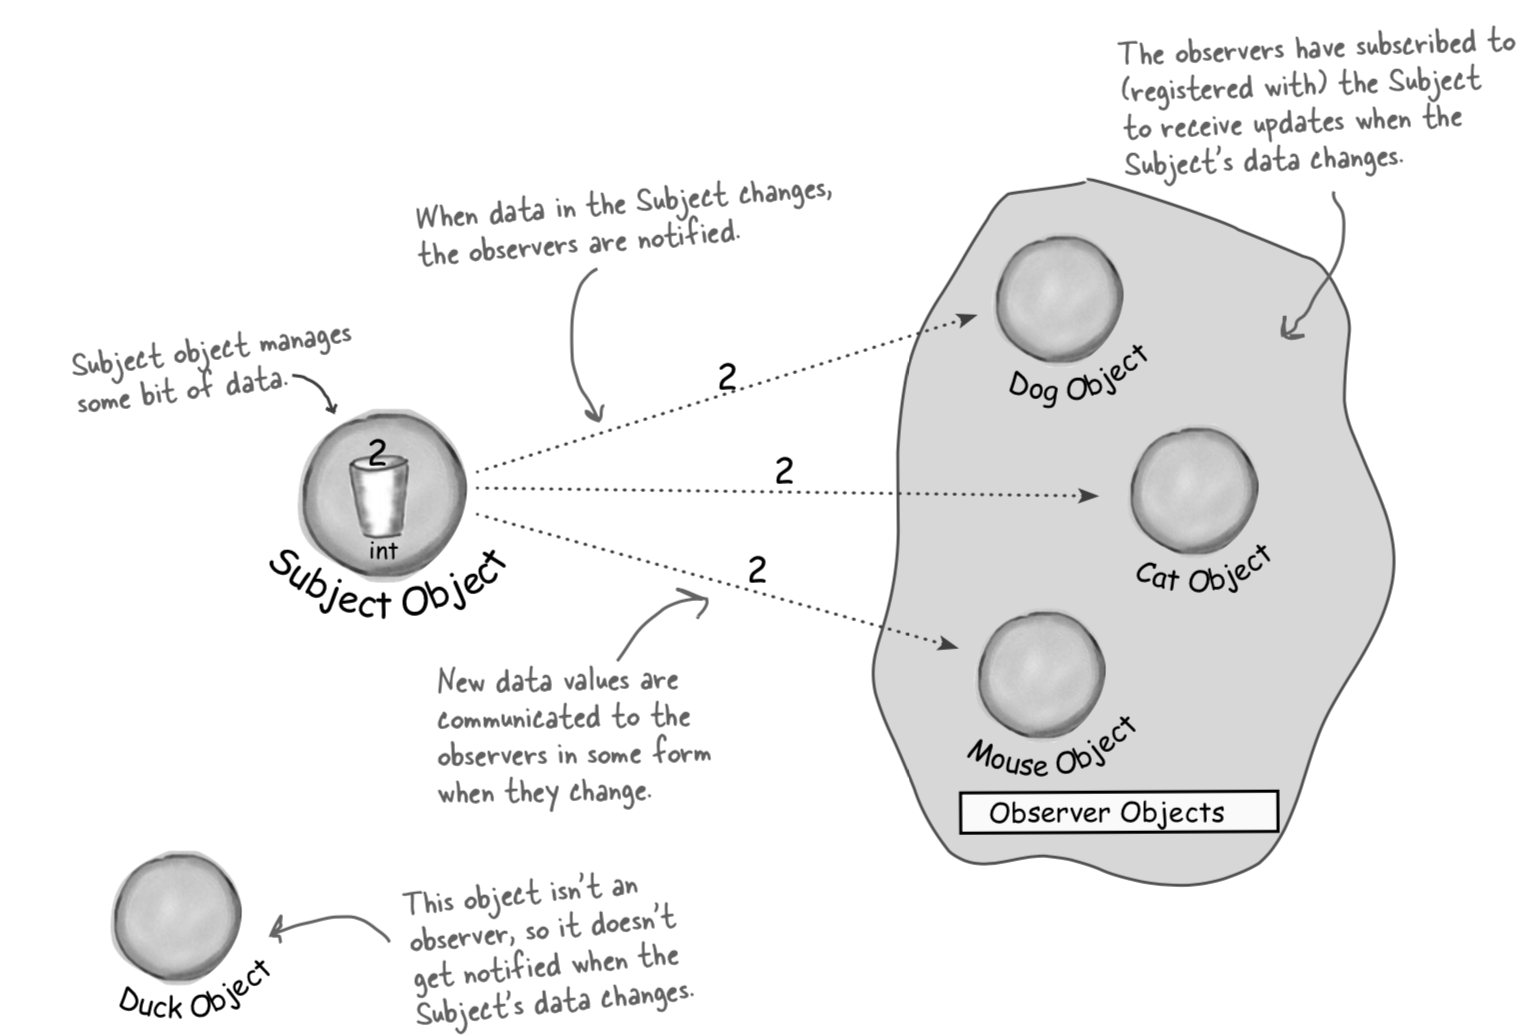 The observers have subscribed to
(registered with) the Subject
to receive updates when the
Subject's data changes.
When data in the Subject changes,
the observers are notified.
Subject object manages
some bit of data.
2
int
Subject Object
2
2
2
Dog Object
Cat Object
Mouse Object
Observer Objects
New data values are
communicated to the
observers in some form
when they change.
Duck Object
This object isn't an
observer, so it doesn't
get notified when the
Subject's data changes.